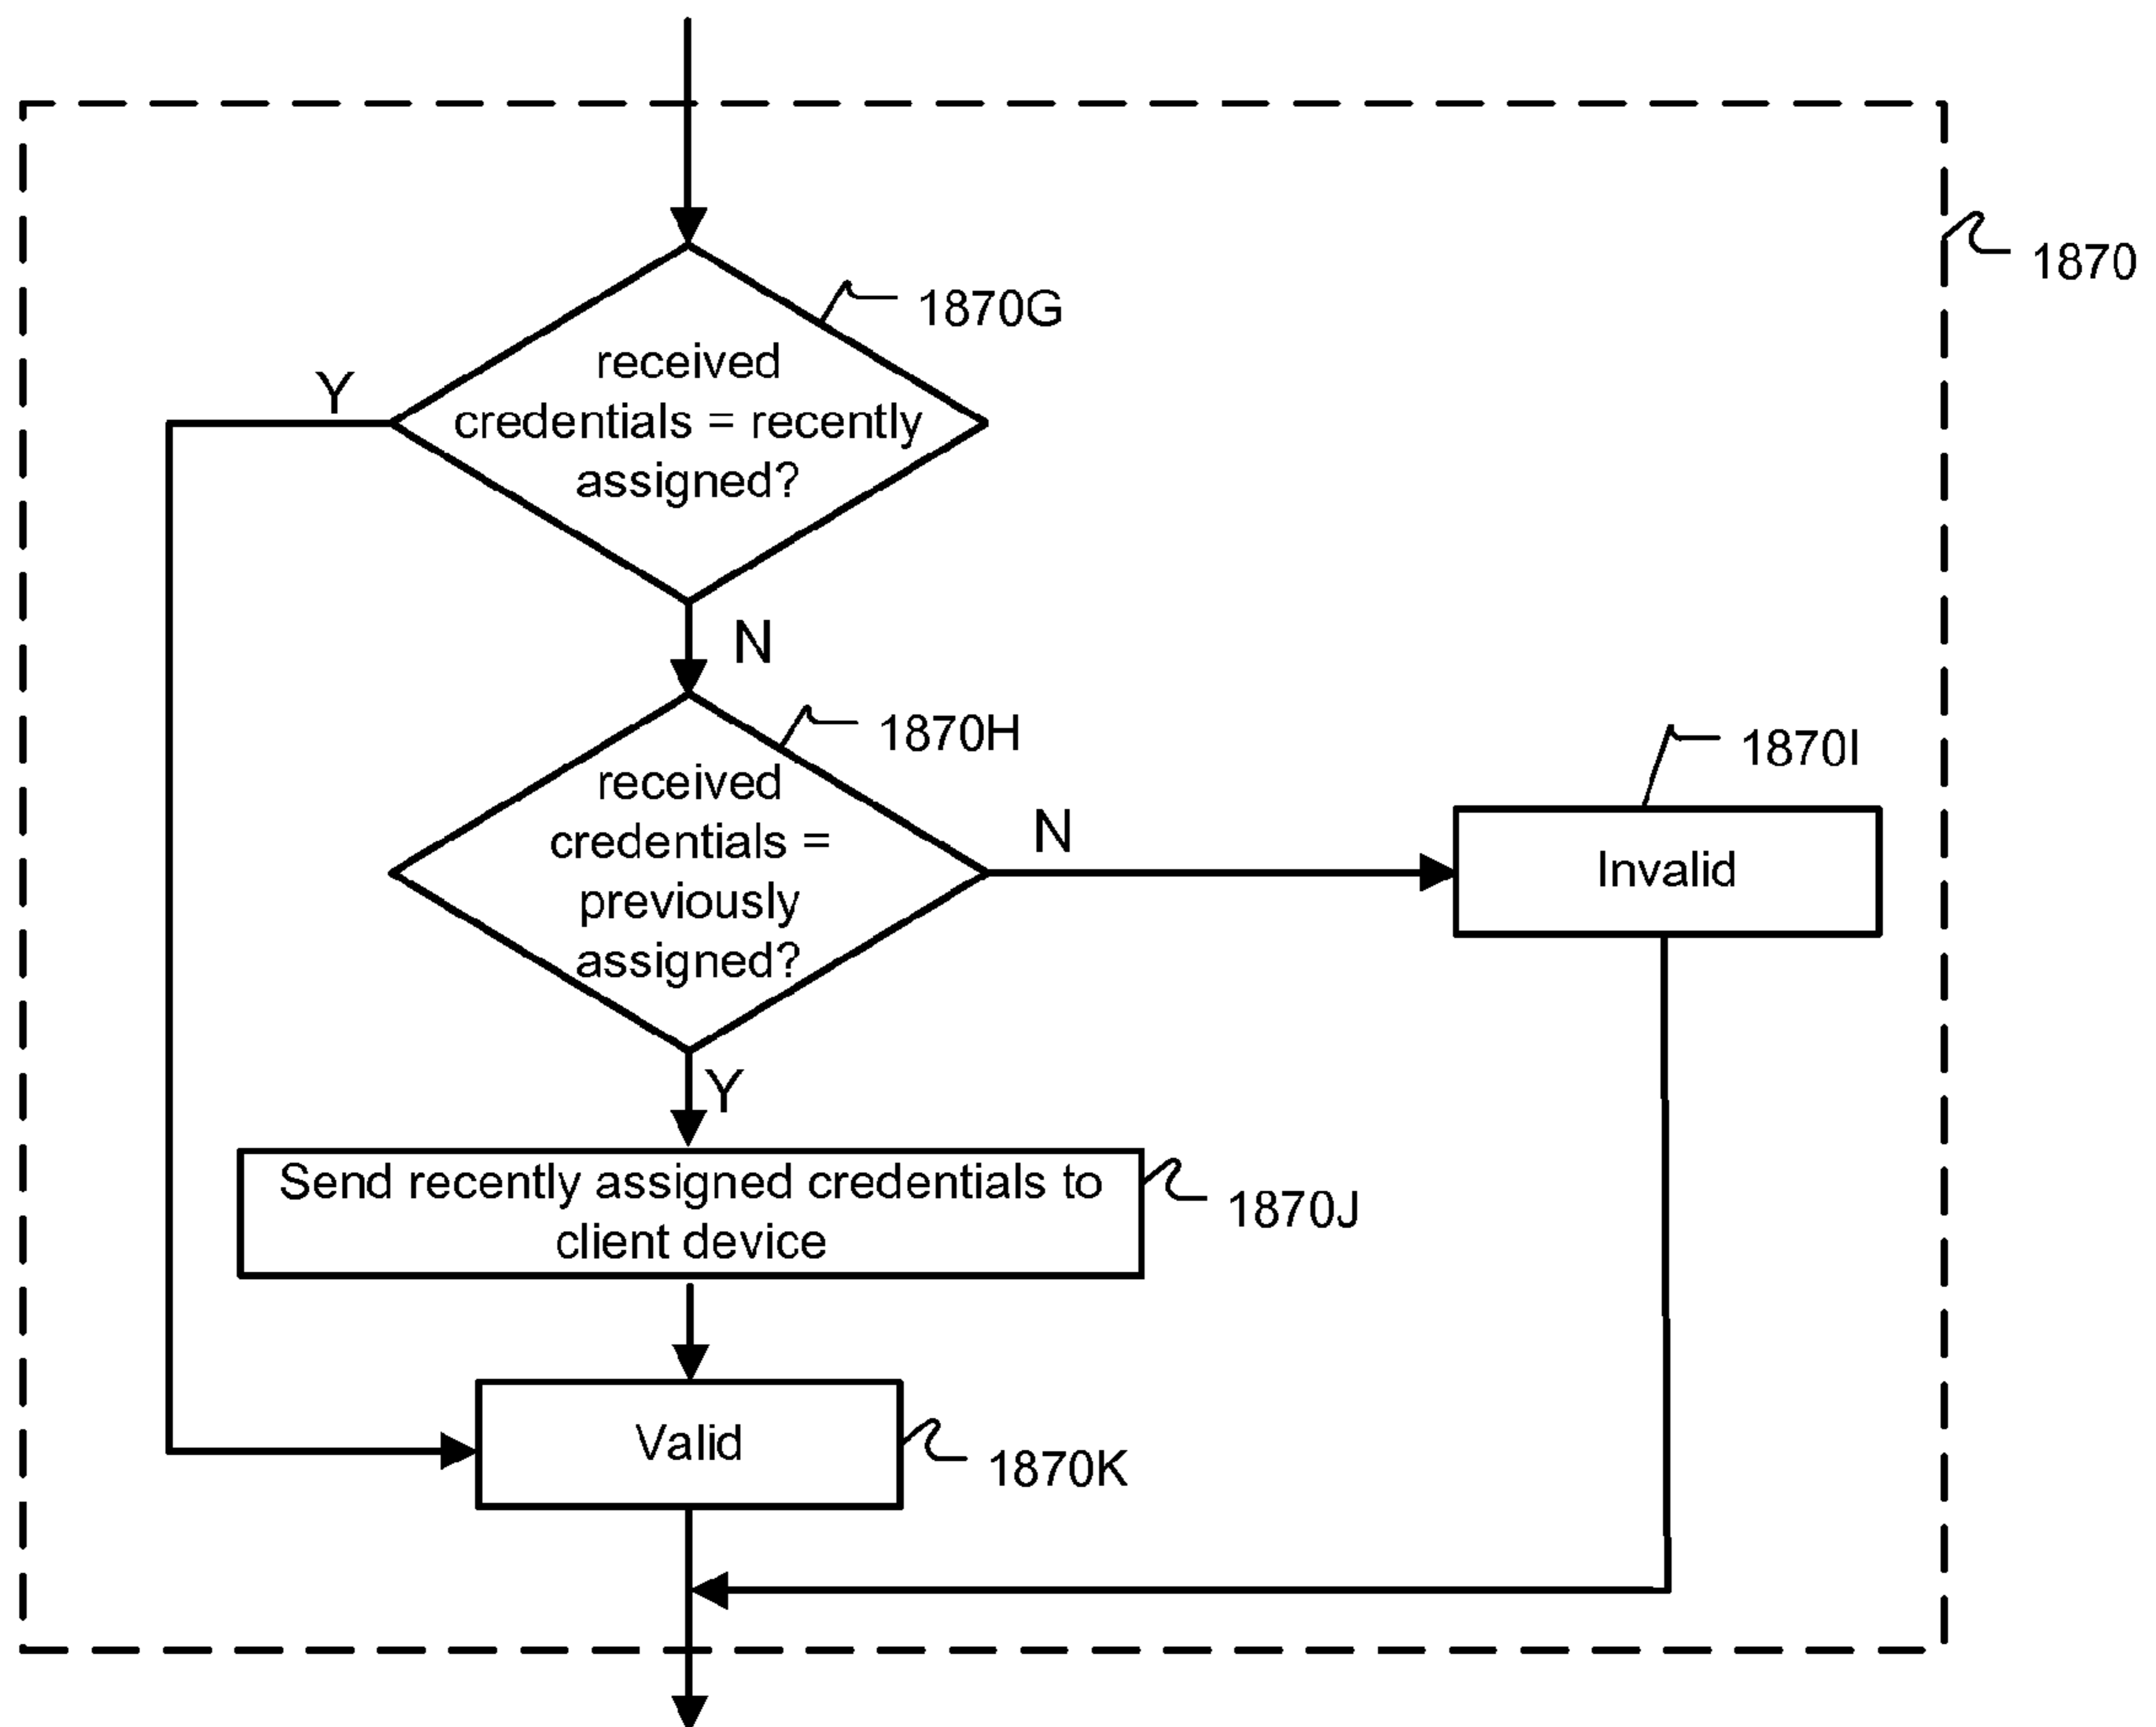 1870
1870G
received
credentials = recently
assigned?
Y
N
1870H
received
credentials =
previously
assigned?
N
1870I
Invalid
Y
Send recently assigned credentials to
client device
1870J
Valid
1870K